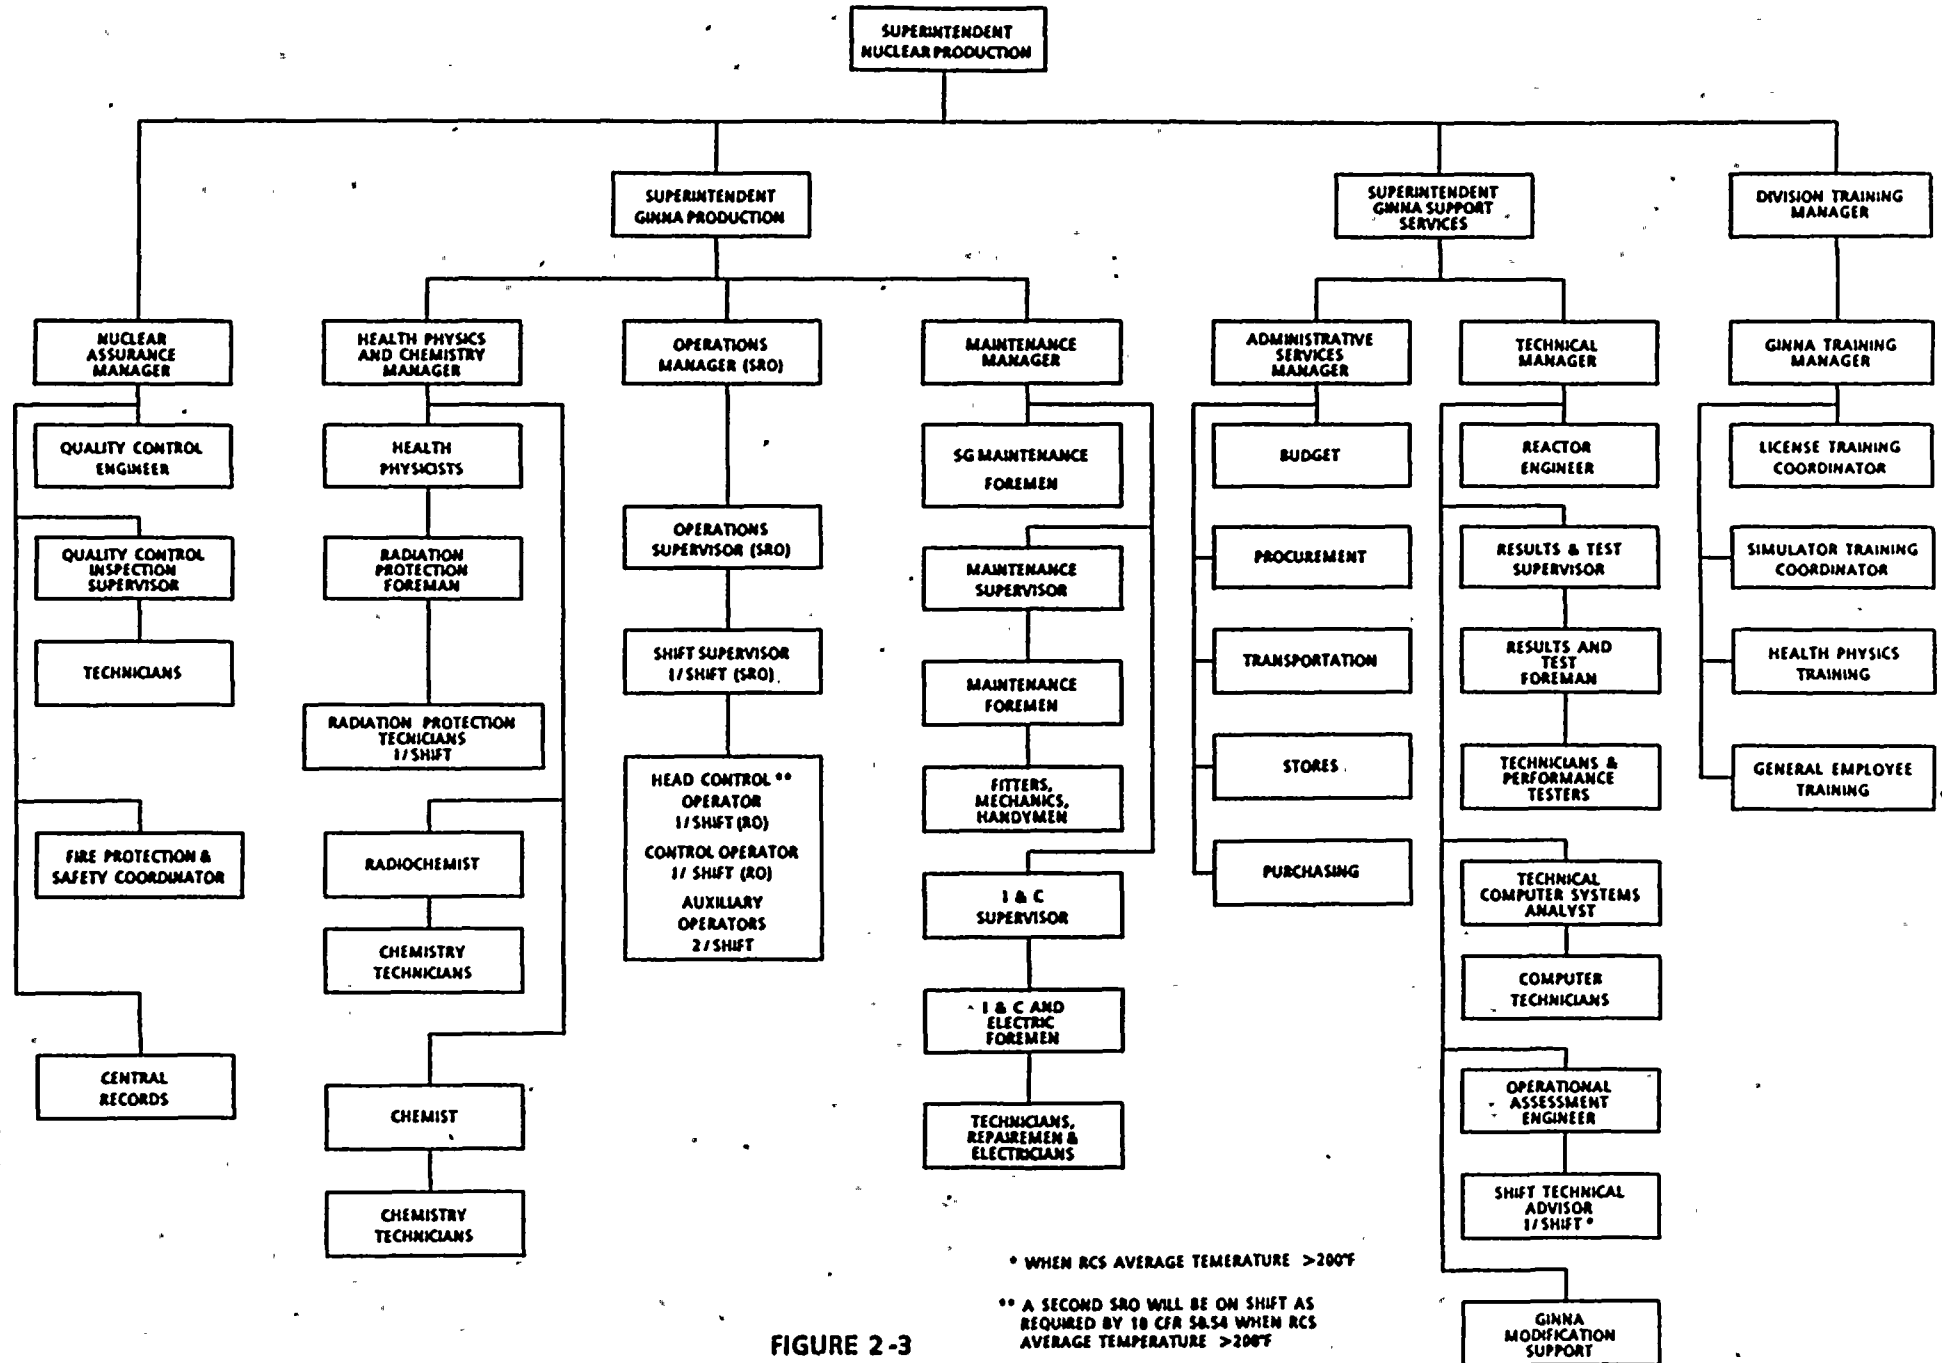 SUPERINTENDENT
NUCLEAR PRODUCTION
SUPERINTENDENT
GINNA PRODUCTION
SUPERINTENDENT
GINNA SUPPORT
SERVICES
DIVISION TRAINING
MANAGER
NUCLEAR
ASSURANCE
MANAGER
HEALTH PHYSICS
AND CHEMISTRY
MANAGER
OPERATIONS
MANAGER (SRO)
MAINTENANCE
MANAGER
ADMINISTRATIVE
SERVICES
MANAGER
TECHNICAL
MANAGER
GINNA TRAINING
MANAGER
QUALITY CONTROL
ENGINEER
QUALITY CONTROL
INSPECTION
SUPERVISOR
TECHNICIANS
FIRE PROTECTION &
SAFETY COORDINATOR
CENTRAL
RECORDS
HEALTH
PHYSICISTS
RADIATION
PROTECTION
FOREMAN
RADIATION PROTECTION
TECNICIANS
1/SHIFT
RADIOCHEMIST
CHEMISTRY
TECHNICIANS
CHEMIST
CHEMISTRY
TECHNICIANS
OPERATIONS
SUPERVISOR (SRO)
SHIFT SUPERVISOR
1/SHIFT (SRO)
HEAD CONTROL **
OPERATOR
1/SHIFT (RO)
CONTROL OPERATOR
1/ SHIFT (RO)
AUXILIARY
OPERATORS
2/SHIFT
SG MAINTENANCE
FOREMEN
MAINTENANCE
SUPERVISOR
MAINTENANCE
FOREMEN
FITTERS,
MECHANICS,
HANDYMEN
I & C
SUPERVISOR
I & C AND
ELECTRIC
FOREMEN
TECHNICIANS,
REPAIREMEN &
ELECTRICIANS
BUDGET
PROCUREMENT
TRANSPORTATION
STORES
PURCHASING
REACTOR
ENGINEER
RESULTS & TEST
SUPERVISOR
RESULTS AND
TEST
FOREMAN
TECHNICIANS &
PERFORMANCE
TESTERS
TECHNICAL
COMPUTER SYSTEMS
ANALYST
COMPUTER
TECHNICIANS
OPERATIONAL
ASSESSMENT
ENGINEER
SHIFT TECHNICAL
ADVISOR
1/SHIFT *
GINNA
MODIFICATION
SUPPORT
LICENSE TRAINING
COORDINATOR
SIMULATOR TRAINING
COORDINATOR
HEALTH PHYSICS
TRAINING
GENERAL EMPLOYEE
TRAINING
* WHEN RCS AVERAGE TEMERATURE >200°F
** A SECOND SRO WILL BE ON SHIFT AS
REQUIRED BY 10 CFR 50.54 WHEN RCS
AVERAGE TEMPERATURE >200°F
FIGURE 2-3